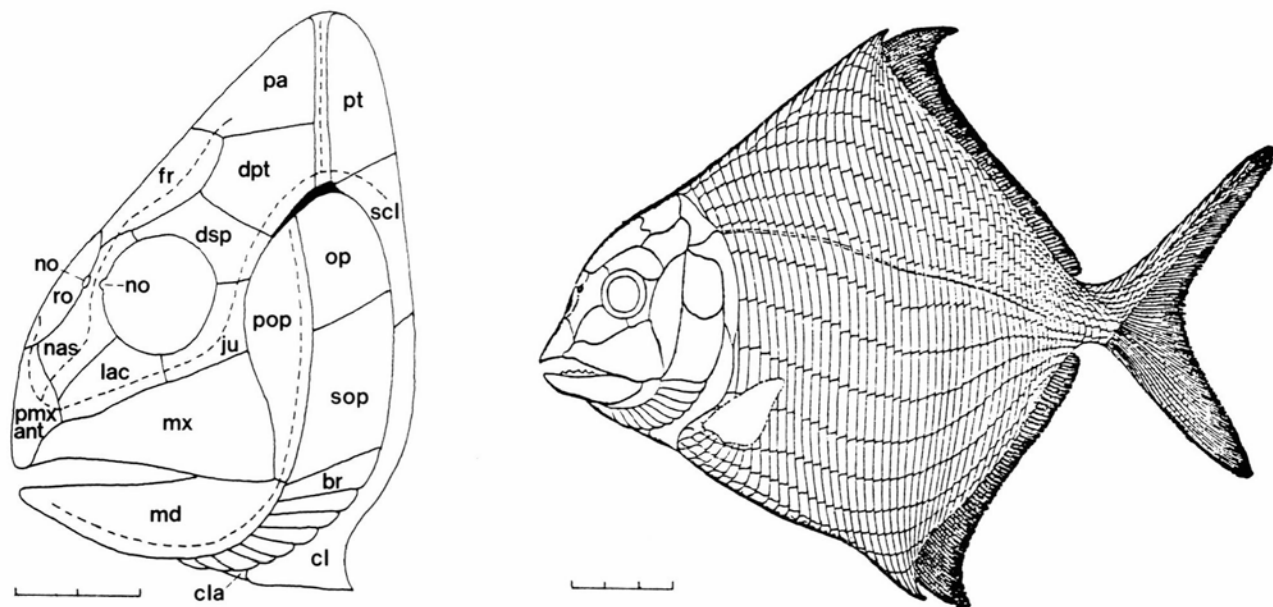 pa
pt
fr
dpt
scl
dsp
no
no
op
ro
pop
nas
ju
lac
pmx
ant
mx
sop
br
md
cl
cla